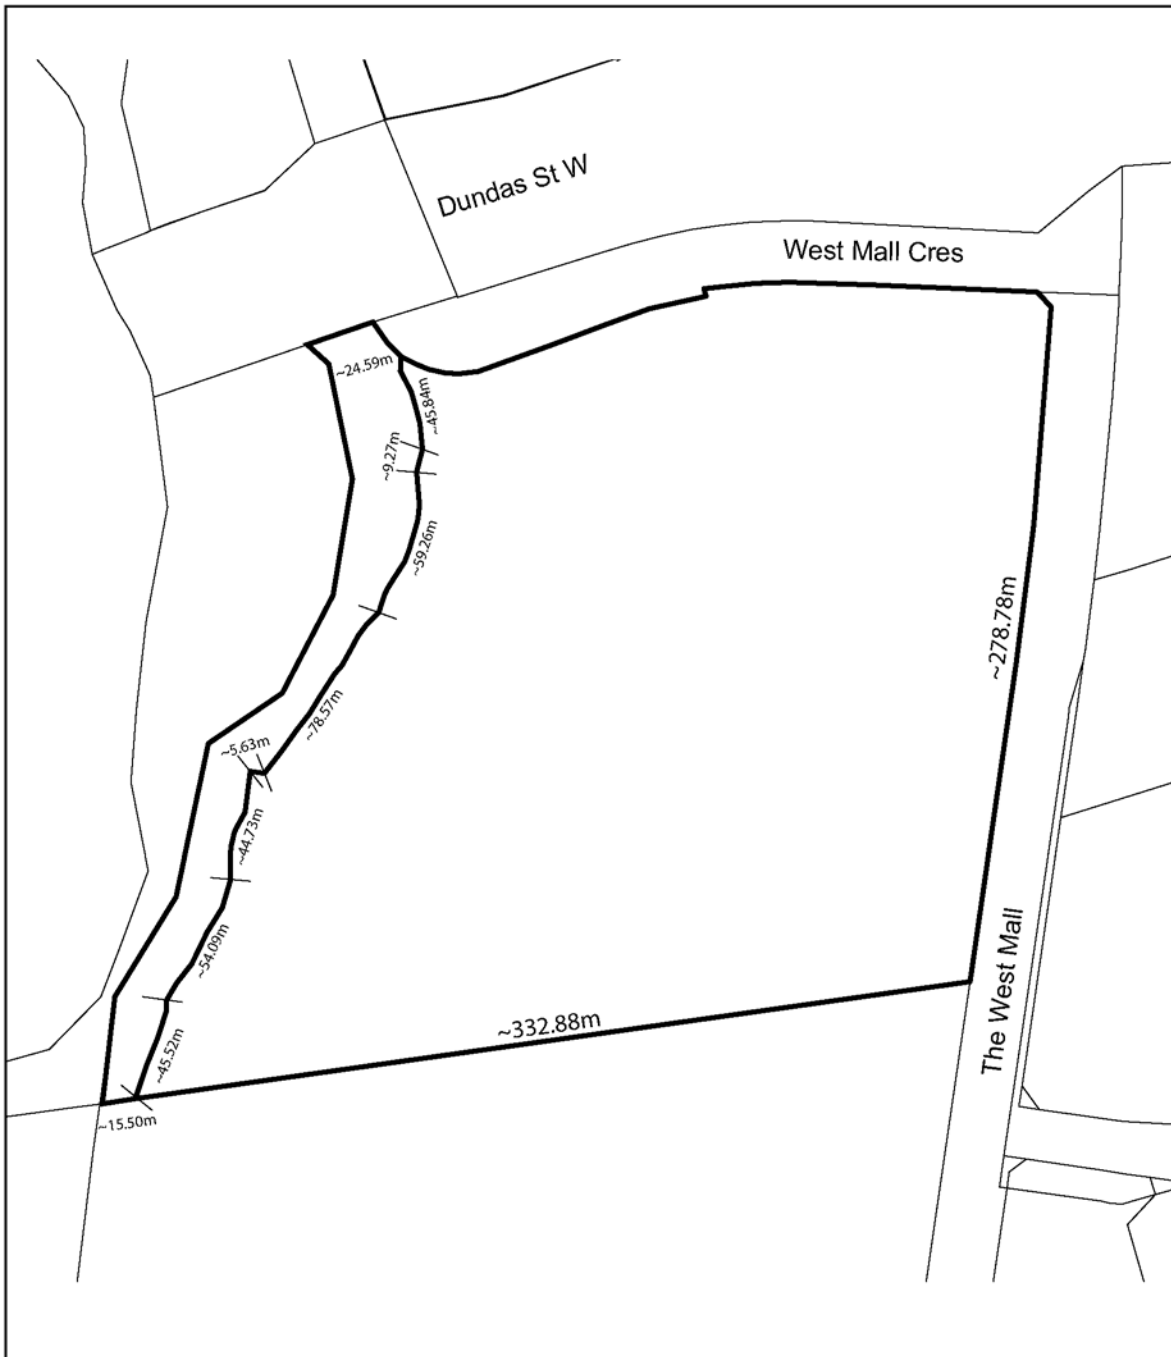 Dundas St W
West Mall Cres
~24.59m
~45.84m
~9.27m
~59.26m
~278.78m
~78.57m
~5.63m
~44.73m
~54.09m
The West Mall
~332.88m
~45.52m
~15.50m